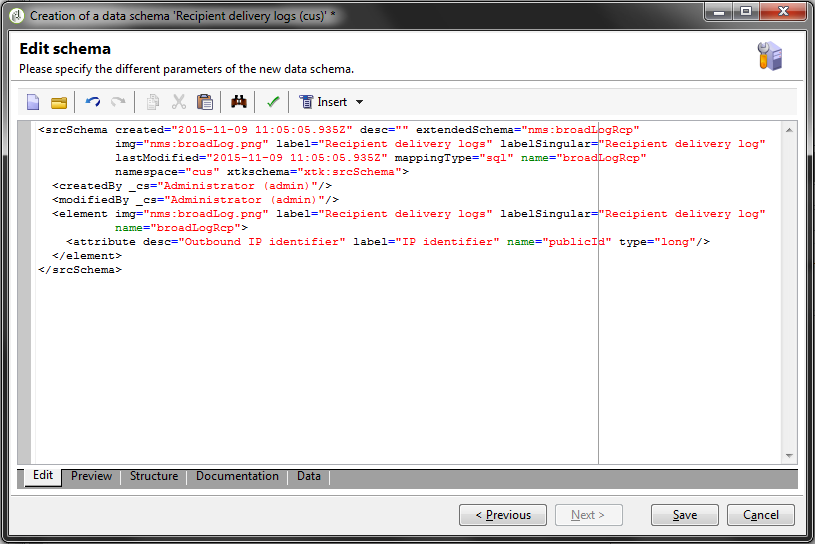 Creation of a data schema 'Recipient delivery logs (cus)' *
Edit schema
Please specify the different parameters of the new data schema.
Insert
<srcSchema created="2015-11-09 11:05:05.935Z" desc="" extendedSchema="nms:broadLogRcp"
img="nms:broadLog.png" label="Recipient delivery logs" labelSingular="Recipient delivery log"
lastModified="2015-11-09 11:05:05.935Z" mappingType="sql" name="broadLogRcp"
namespace="cus" xtkschema="xtk:srcSchema">
<createdBy _cs="Administrator (admin)"/>
<modifiedBy _cs="Administrator (admin)"/>
<element img="nms:broadLog.png" label="Recipient delivery logs" labelSingular="Recipient delivery log"
name="broadLogRcp">
<attribute desc="Outbound IP identifier" label="IP identifier" name="publicId" type="long"/>
</element>
</srcSchema>
Edit Preview Structure Documentation Data
< Previous Next > Save Cancel